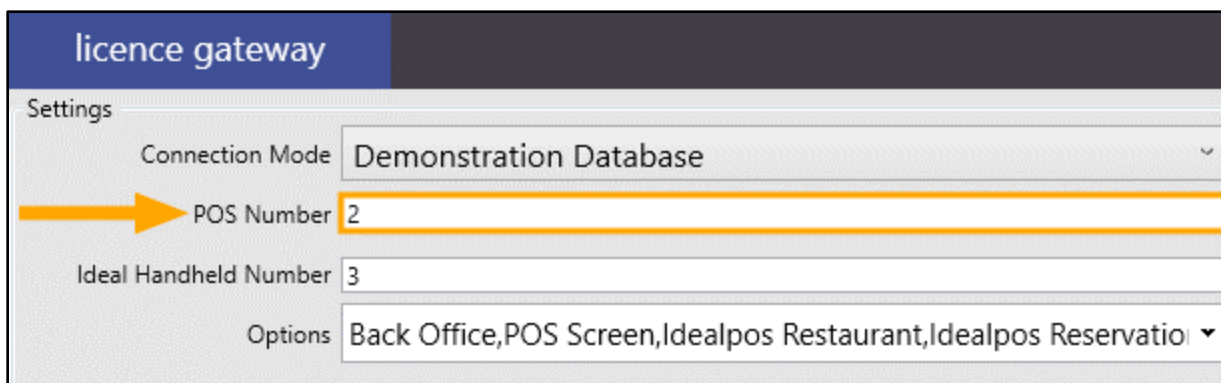 licence gateway
Settings
Connection Mode Demonstration Database
POS Number 2
Ideal Handheld Number 3
Options Back Office,POS Screen,Idealpos Restaurant,Idealpos Reservatio